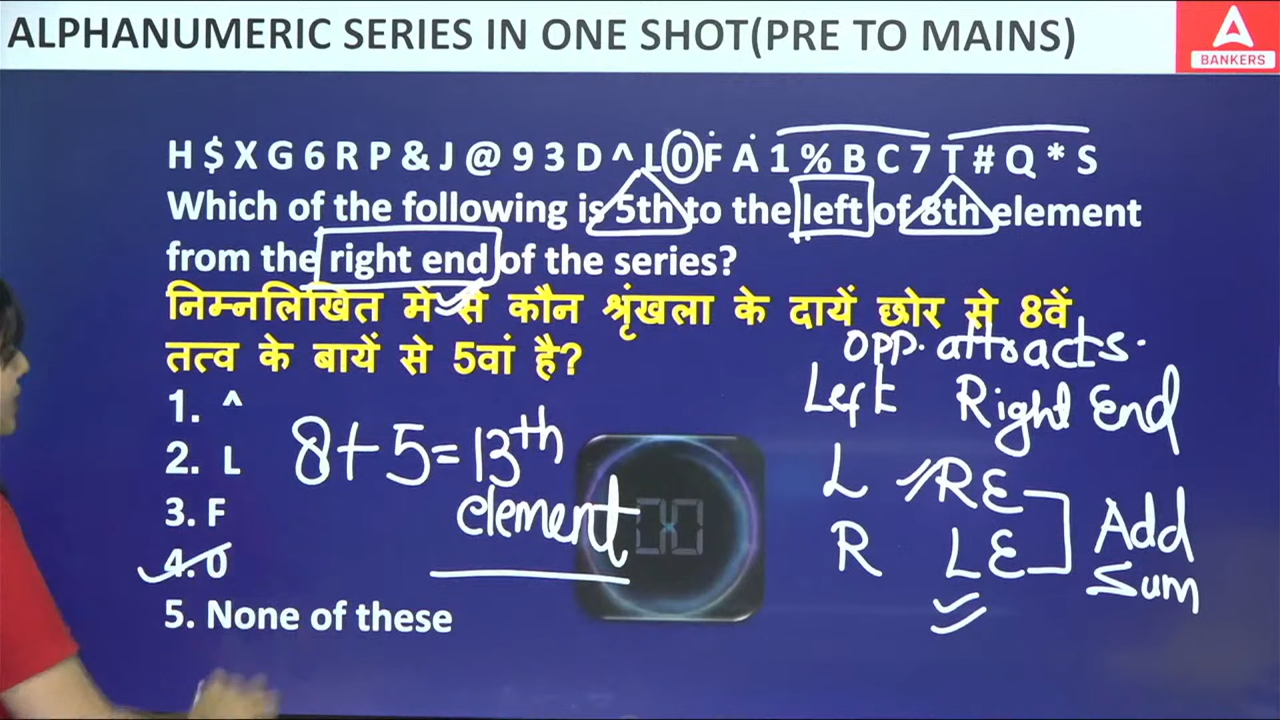 ALPHANUMERIC SERIES IN ONE SHOT(PRE TO MAINS)
A
BANKERS
H $ X G 6 R P & J @ 9 3 D ^ L 0 F A 1 % B C 7 T # Q * S
Which of the following is 5th to the left of 8th element
from the right end of the series?
निम्नलिखित में से कौन श्रृंखला के दायें छोर से 8वें
तत्व के बायें से 5वां है?
opp. attracts.
1. ^
Left Right End
8+5=13th
2. L
L RE
element
3. F
R LE
Add
Sum
4. 0
5. None of these